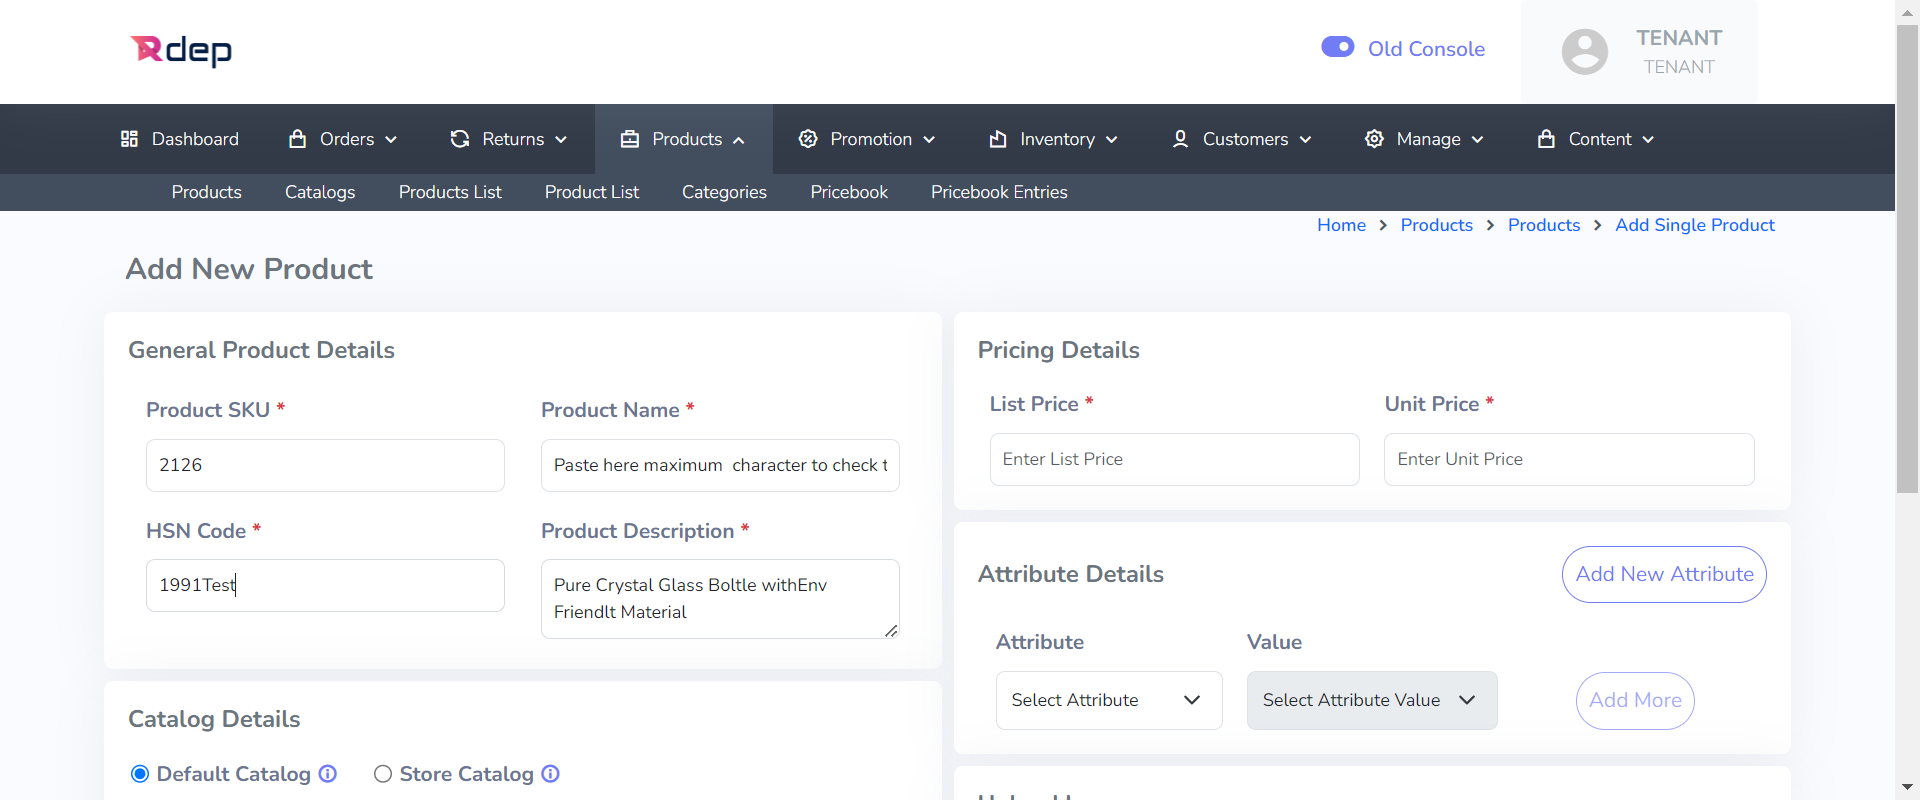 Rdep
Old Console
TENANT
TENANT
Dashboard Orders Returns Products Promotion Inventory Customers Manage Content
Products Catalogs Products List Product List Categories Pricebook Pricebook Entries
Home > Products > Products > Add Single Product
Add New Product
General Product Details
Product SKU *
Product Name *
2126
Paste here maximum  character to check t
HSN Code *
Product Description *
1991Test
Pure Crystal Glass Boltle withEnv
Friendlt Material
Catalog Details
Default Catalog
Store Catalog
Pricing Details
List Price *
Unit Price *
Enter List Price
Enter Unit Price
Attribute Details
Add New Attribute
Attribute
Value
Select Attribute
Select Attribute Value
Add More